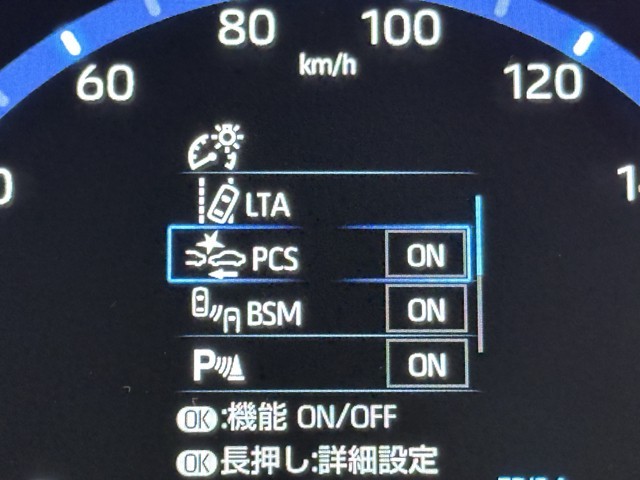 80 100
km/h
60 120
LTA
PCS ON
BSM ON
P ON
OK:機能 ON/OFF
OK長押し:詳細設定